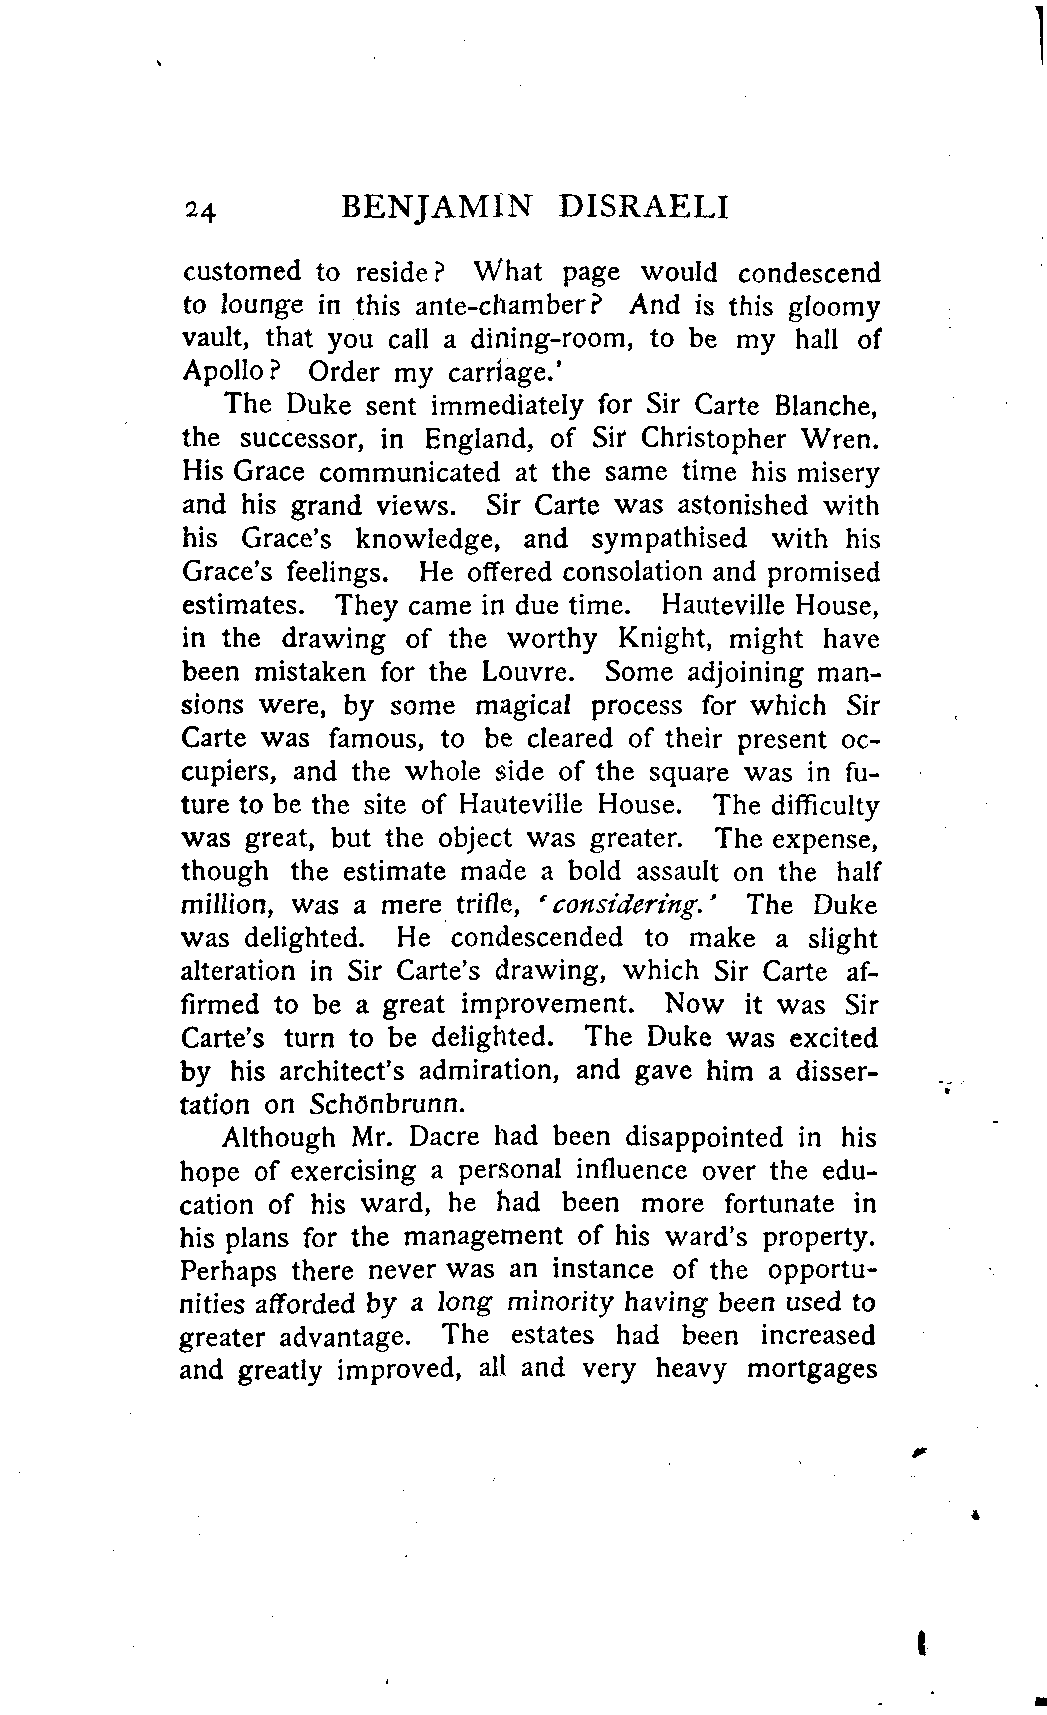 24 BENJAMIN DISRAELI
customed to reside? What page would condescend
to lounge in this ante-chamber? And is this gloomy
vault, that you call a dining-room, to be my hall of
Apollo? Order my carriage.'
The Duke sent immediately for Sir Carte Blanche,
the successor, in England, of Sir Christopher Wren.
His Grace communicated at the same time his misery
and his grand views. Sir Carte was astonished with
his Grace's knowledge, and sympathised with his
Grace's feelings. He offered consolation and promised
estimates. They came in due time. Hauteville House,
in the drawing of the worthy Knight, might have
been mistaken for the Louvre. Some adjoining man-
sions were, by some magical process for which Sir
Carte was famous, to be cleared of their present oc-
cupiers, and the whole side of the square was in fu-
ture to be the site of Hauteville House. The difficulty
was great, but the object was greater. The expense,
though the estimate made a bold assault on the half
million, was a mere trifle, 'considering.' The Duke
was delighted. He condescended to make a slight
alteration in Sir Carte's drawing, which Sir Carte af-
firmed to be a great improvement. Now it was Sir
Carte's turn to be delighted. The Duke was excited
by his architect's admiration, and gave him a disser-
tation on Schönbrunn.
Although Mr. Dacre had been disappointed in his
hope of exercising a personal influence over the edu-
cation of his ward, he had been more fortunate in
his plans for the management of his ward's property.
Perhaps there never was an instance of the opportu-
nities afforded by a long minority having been used to
greater advantage. The estates had been increased
and greatly improved, all and very heavy mortgages